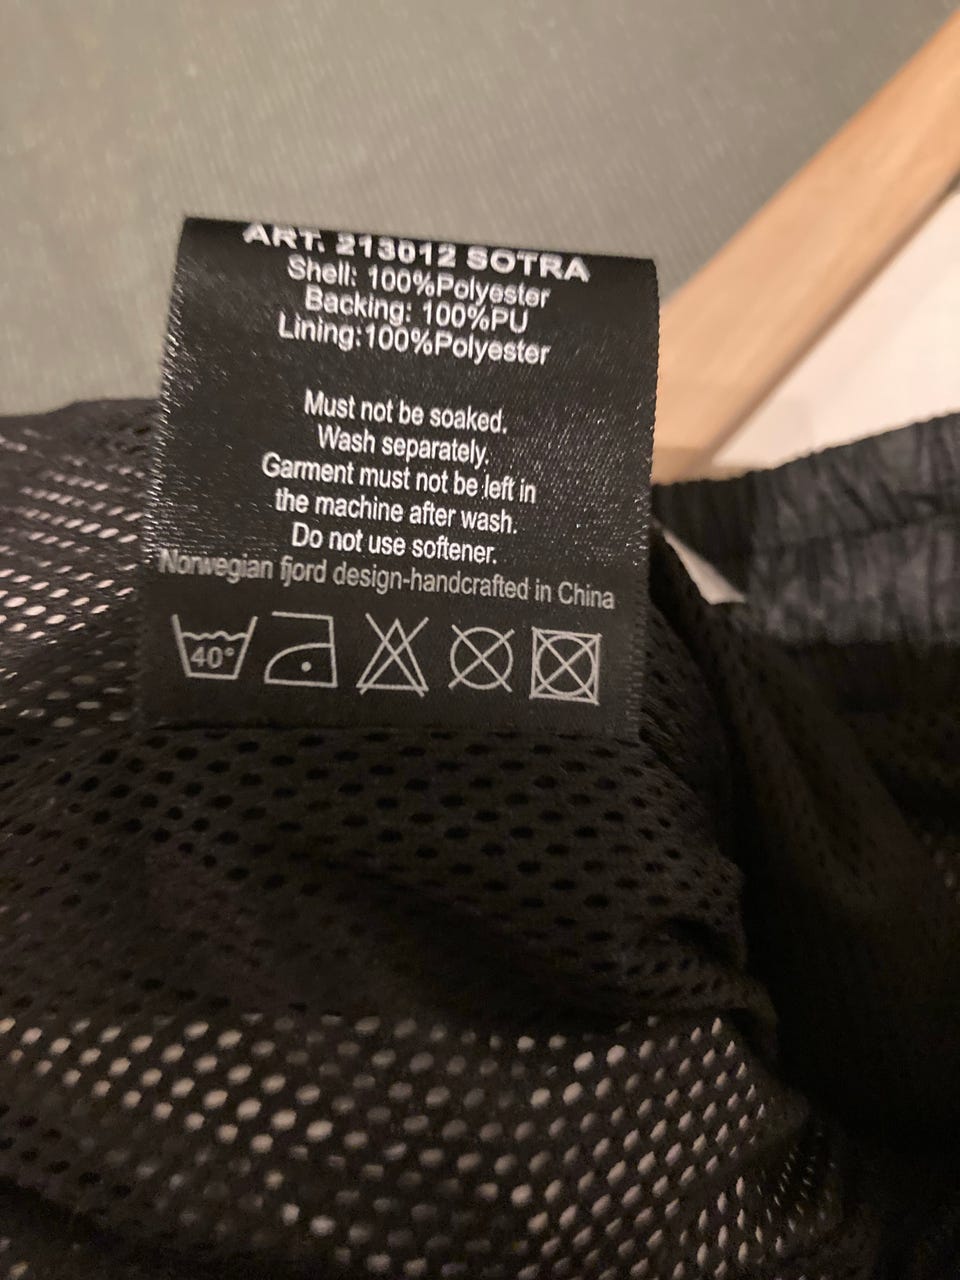 ART. 213012 SOTRA
Shell: 100%Polyester
Backing: 100%PU
Lining:100%Polyester
Must not be soaked.
Wash separately.
Garment must not be left in
the machine after wash.
Do not use softener.
Norwegian fjord design-handcrafted in China
40°